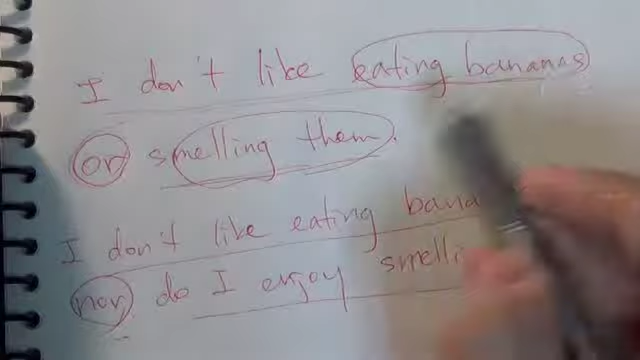 I don't like eating bananas
or smelling them.
I don't like eating
nor, do I enjoy